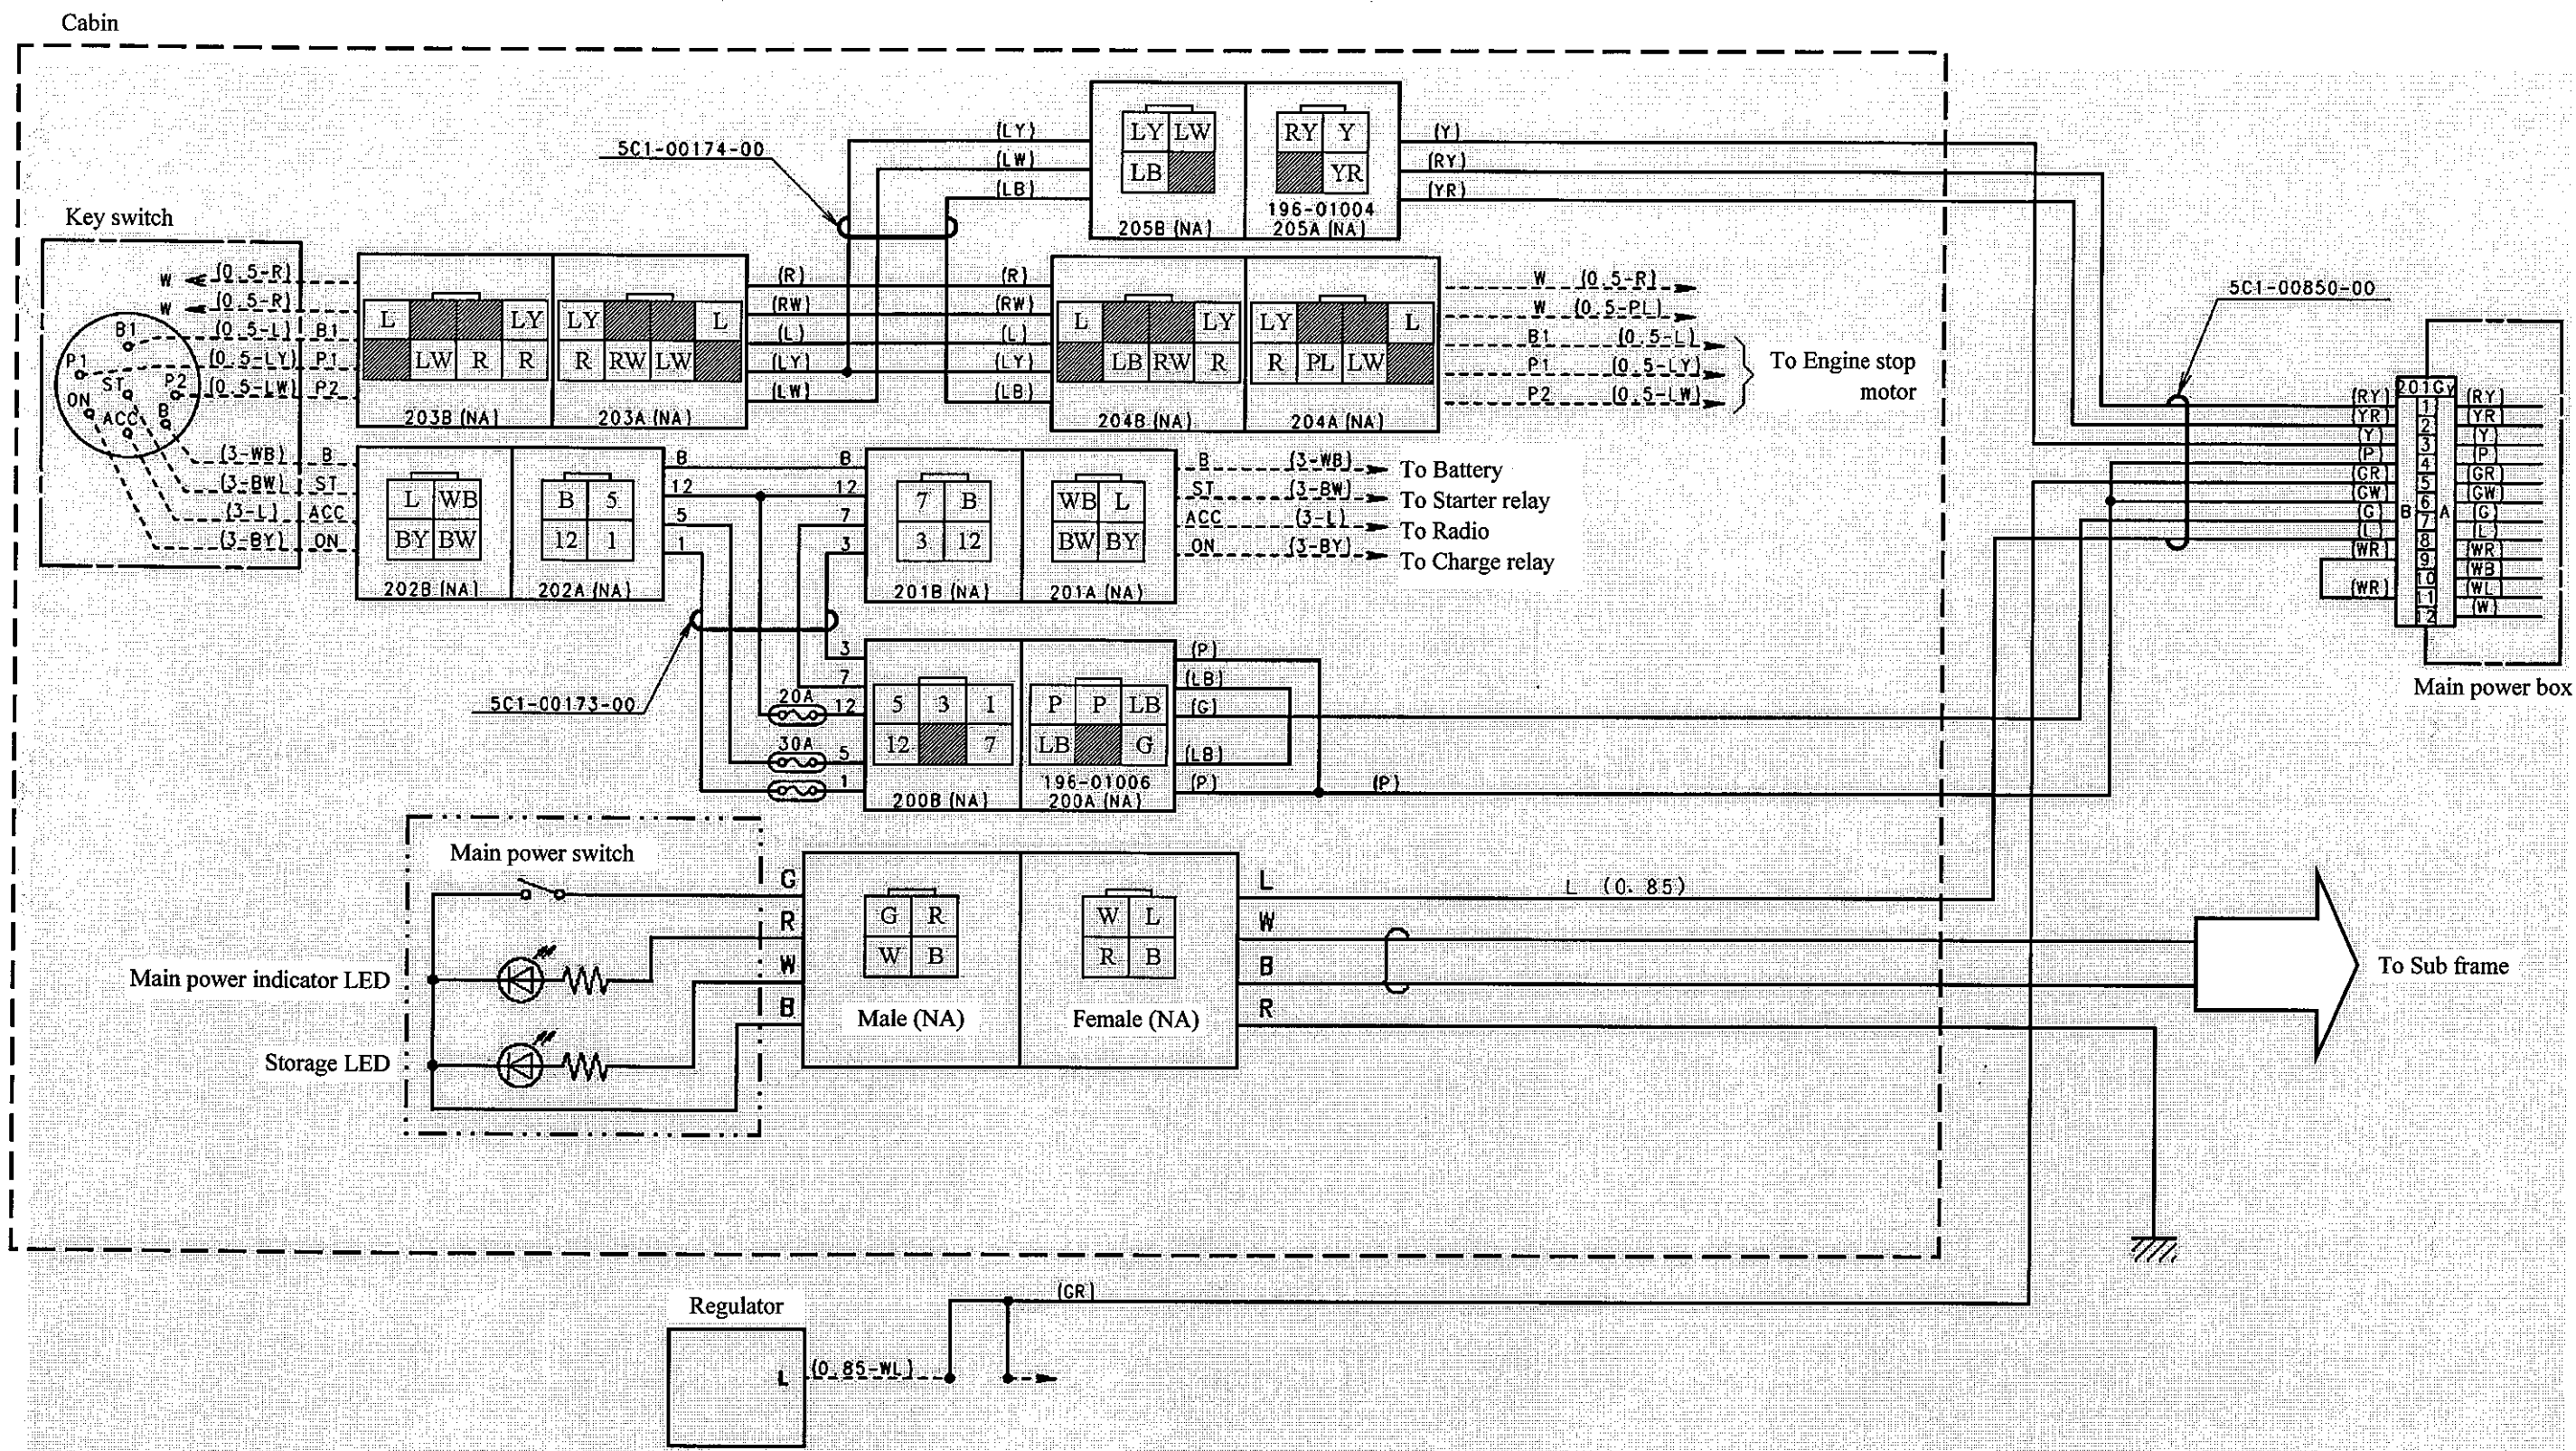 Cabin
5C1-00174-00
(LY)
(LW)
(LB)
LY LW
LB
205B (NA)
RY Y
YR
196-01004
205A (NA)
(Y)
(RY)
(YR)
Key switch
W (0.5-R)
W (0.5-R)
(0.5-L) B1
(0.5-LY) P1
(0.5-LW) P2
B1
P1
ST
P2
ON
ACC
B
(3-WB) B
(3-BW) ST
(3-L) ACC
(3-BY) ON
L LY
LW R R
203B (NA)
LY L
R RW LW
203A (NA)
(R) (R)
(RW) (RW)
(L) (L)
(LY) (LY)
(LW) (LB)
L LY
LB RW R
204B (NA)
LY L
R PL LW
204A (NA)
W (0.5-R)
W (0.5-PL)
B1 (0.5-L)
P1 (0.5-LY)
P2 (0.5-LW)
To Engine stop
motor
L WB
BY BW
202B (NA)
B 5
12 1
202A (NA)
B B
12 12
5 7
1 3
7 B
3 12
201B (NA)
WB L
BW BY
201A (NA)
B (3-WB) To Battery
ST (3-BW) To Starter relay
ACC (3-L) To Radio
ON (3-BY) To Charge relay
5C1-00173-00
3
7
20A 12
30A 5
1
5 3 1
12 7
200B (NA)
P P LB
LB G
196-01006
200A (NA)
(P)
(LB)
(G)
(LB)
(P) (P)
5C1-00850-00
201Gy
(RY) 1 (RY)
(YR) 2 (YR)
(Y) 3 (Y)
(P) 4 (P)
(GR) 5 (GR)
(GW) 6 (GW)
(G) B 7 A (G)
(L) 8 (L)
(WR) 9 (WR)
10 (WB)
(WR) 11 (WL)
12 (W)
Main power box
Main power switch
Main power indicator LED
Storage LED
G
R
W
B
G R
W B
Male (NA)
W L
R B
Female (NA)
L
W
B
R
L (0.85)
To Sub frame
Regulator
L (0.85-WL)
(GR)